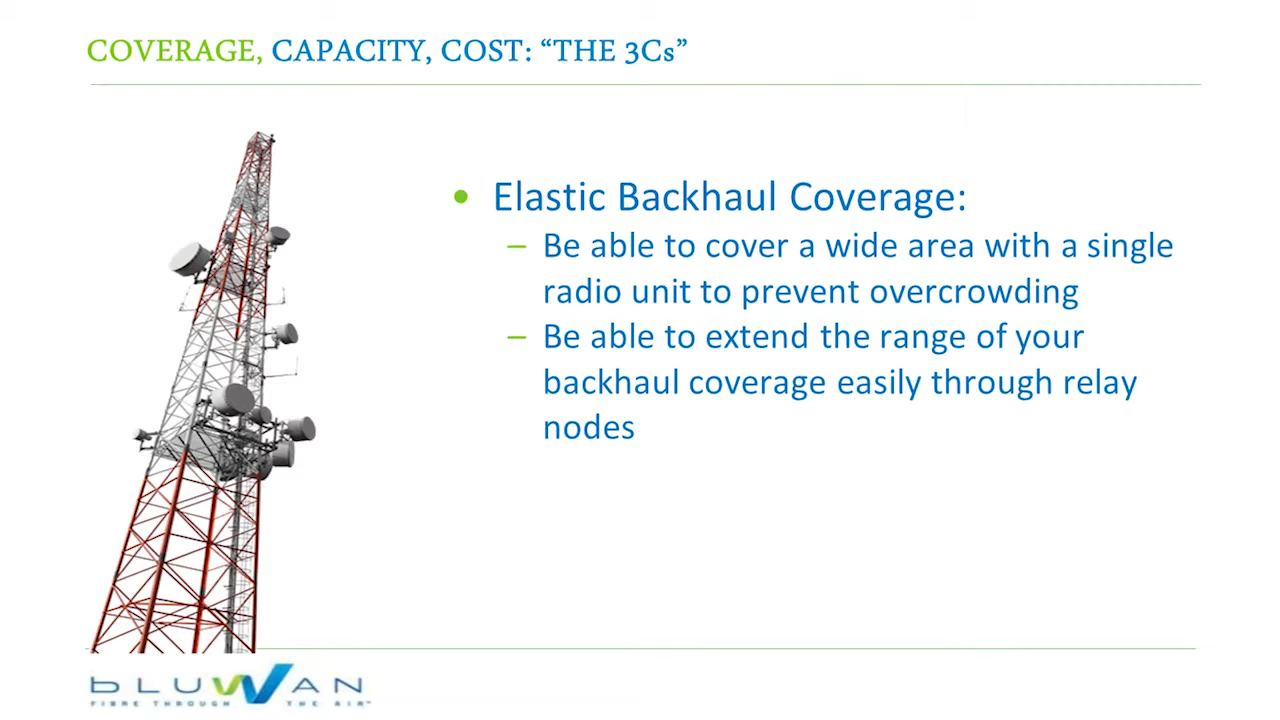 COVERAGE, CAPACITY, COST: “THE 3Cs”
• Elastic Backhaul Coverage:
– Be able to cover a wide area with a single
radio unit to prevent overcrowding
– Be able to extend the range of your
backhaul coverage easily through relay
nodes
bLUWAN
FIBRE THROUGH THE AIR™